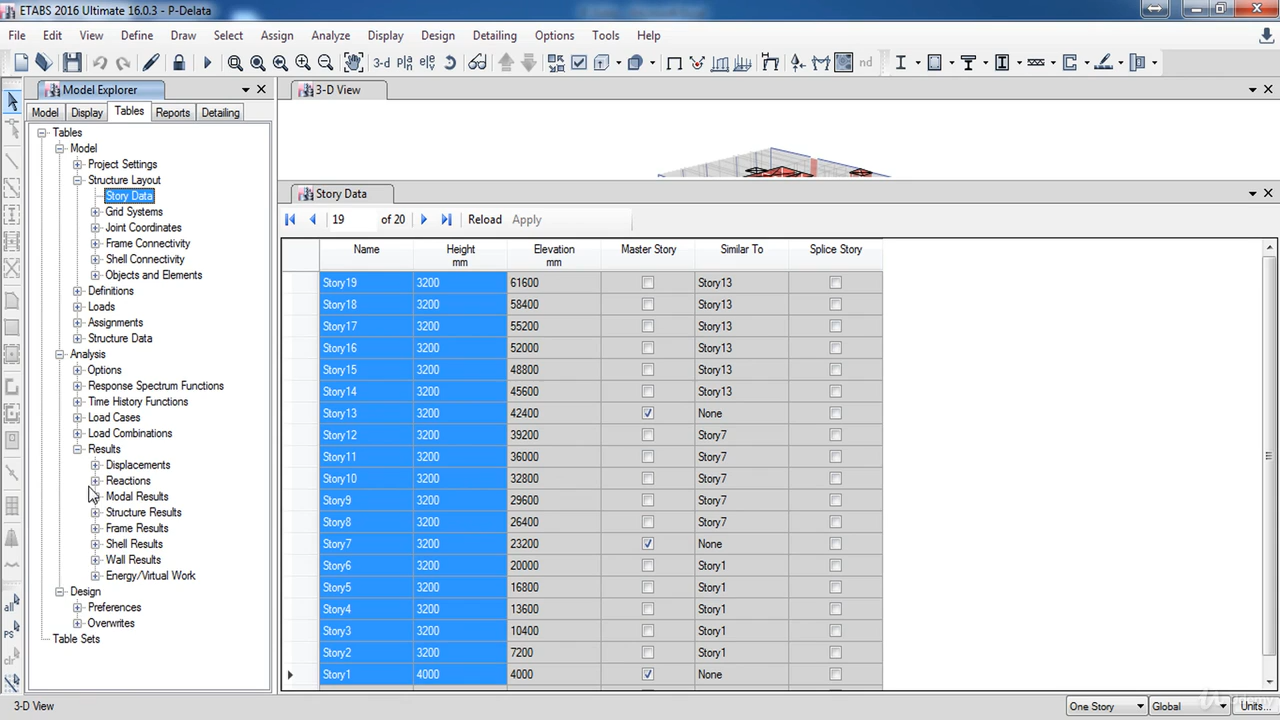 ETABS 2016 Ultimate 16.0.3 - P-Delata
File Edit View Define Draw Select Assign Analyze Display Design Detailing Options Tools Help
3-d nd
Model Explorer
3-D View
Model Display Tables Reports Detailing
Tables
Model
Project Settings
Structure Layout
Story Data
Grid Systems
Joint Coordinates
Frame Connectivity
Shell Connectivity
Objects and Elements
Definitions
Loads
Assignments
Structure Data
Analysis
Options
Response Spectrum Functions
Time History Functions
Load Cases
Load Combinations
Results
Displacements
Reactions
Modal Results
Structure Results
Frame Results
Shell Results
Wall Results
Energy/Virtual Work
Design
Preferences
Overwrites
Table Sets
all
PS
clr
Story Data
19 of 20 Reload Apply
Name Height mm Elevation mm Master Story Similar To Splice Story
Story19 3200 61600 Story13
Story18 3200 58400 Story13
Story17 3200 55200 Story13
Story16 3200 52000 Story13
Story15 3200 48800 Story13
Story14 3200 45600 Story13
Story13 3200 42400 None
Story12 3200 39200 Story7
Story11 3200 36000 Story7
Story10 3200 32800 Story7
Story9 3200 29600 Story7
Story8 3200 26400 Story7
Story7 3200 23200 None
Story6 3200 20000 Story1
Story5 3200 16800 Story1
Story4 3200 13600 Story1
Story3 3200 10400 Story1
Story2 3200 7200 Story1
Story1 4000 4000 None
3-D View One Story Global Units...